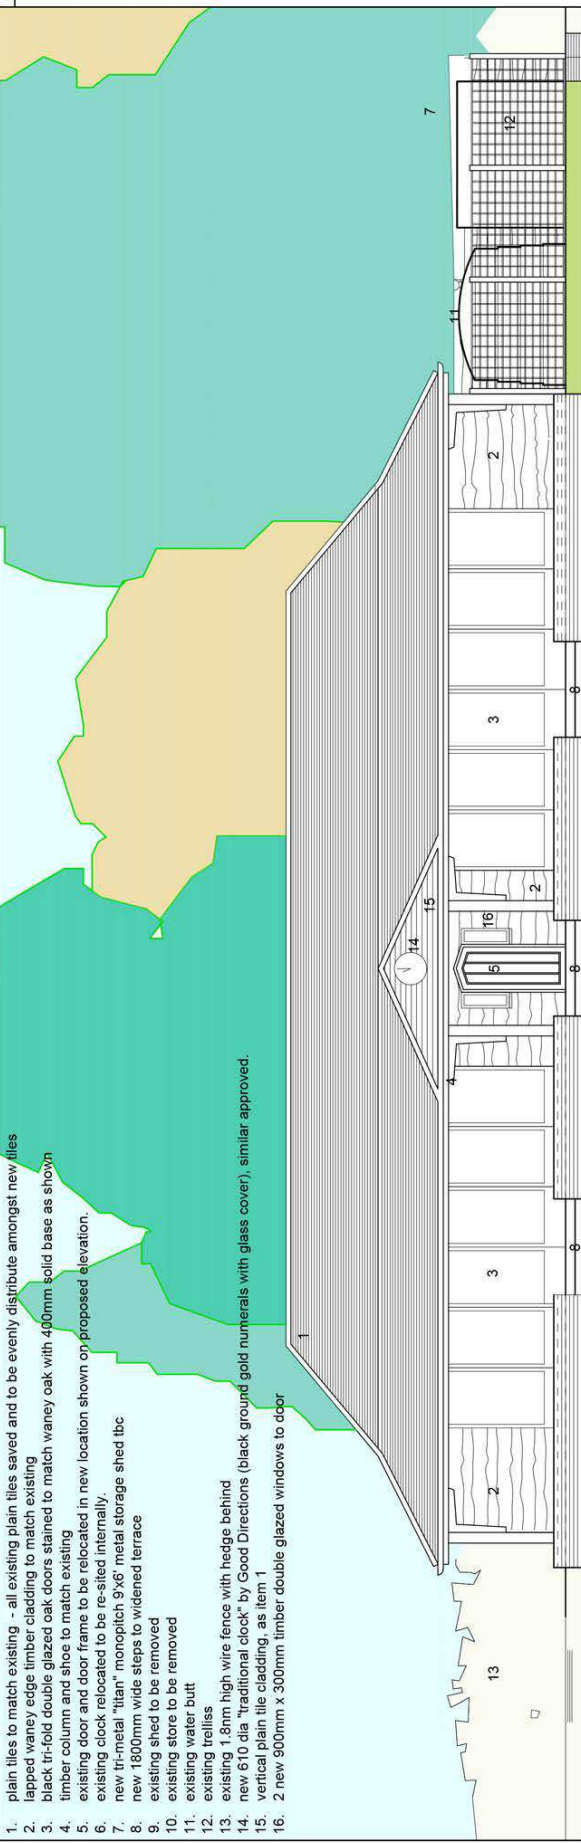 1. plain tiles to match existing - all existing plain tiles saved and to be evenly distribute amongst new tiles
2. lapped waney edge timber cladding to match existing
3. black tri-fold double glazed oak doors stained to match waney oak with 400mm solid base as shown
4. timber column and shoe to match existing
5. existing door and door frame to be relocated in new location shown on proposed elevation.
6. existing clock relocated to be re-sited internally.
7. new tri-metal "titan" monopitch 9'x6' metal storage shed tbc
8. new 1800mm wide steps to widened terrace
9. existing shed to be removed
10. existing store to be removed
11. existing water butt
12. existing trelliss
13. existing 1.8nm high wire fence with hedge behind
14. new 610 dia "traditional clock" by Good Directions (black ground gold numerals with glass cover), similar approved.
15. vertical plain tile cladding, as item 1
16. 2 new 900mm x 300mm timber double glazed windows to door
1
7
11
12
14
15
4
16
5
2
2
2
3
3
13
8
8
8